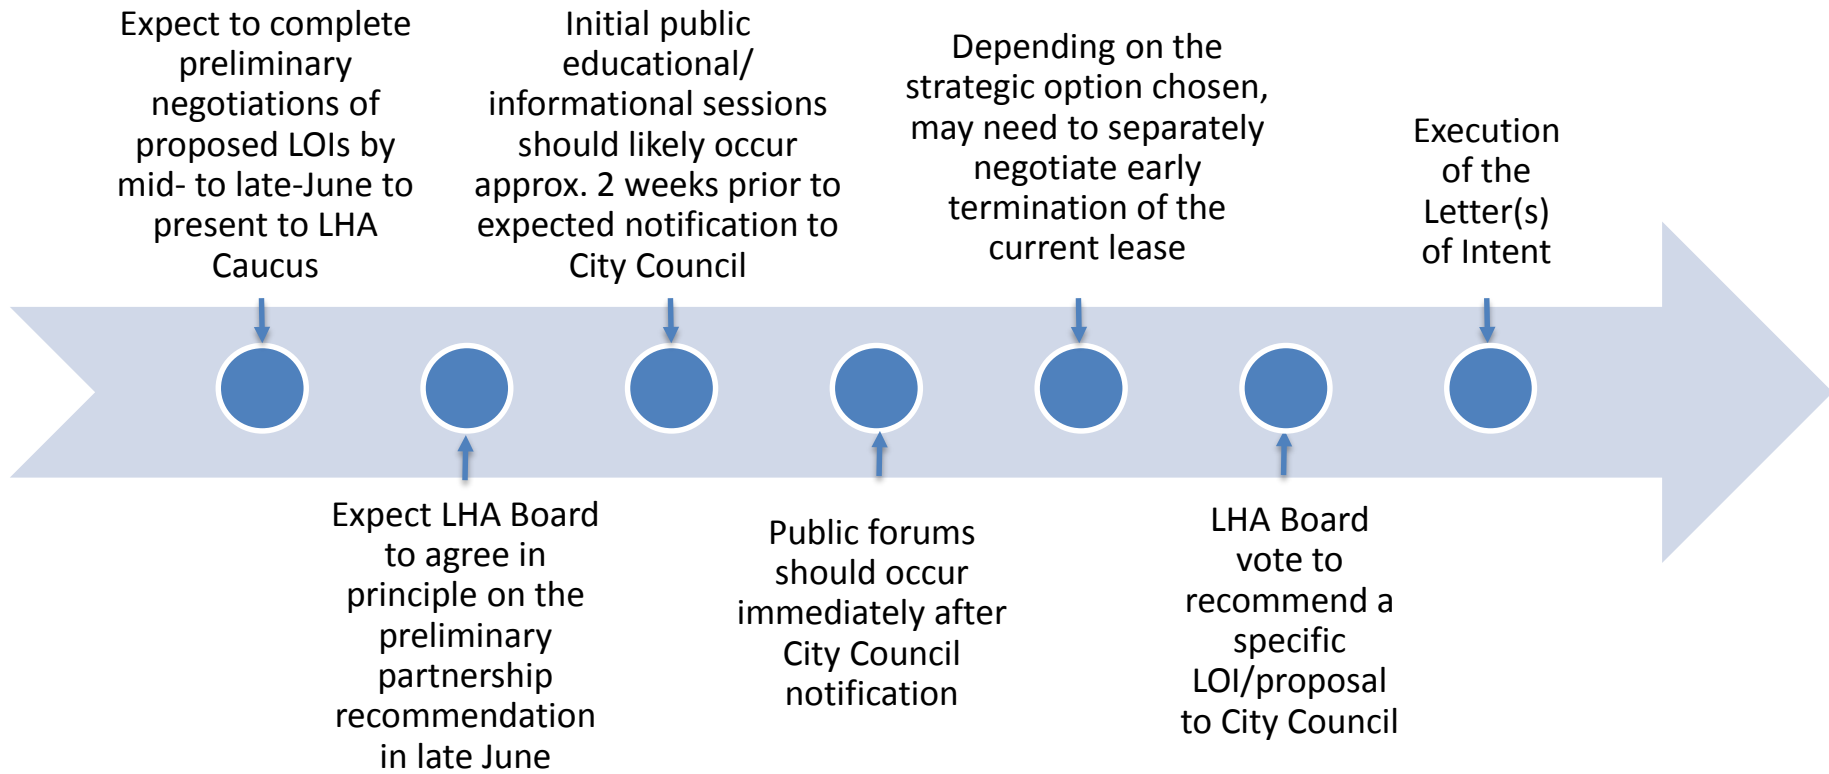 Expect to complete
preliminary
negotiations of
proposed LOIs by
mid- to late-June to
present to LHA
Caucus
Initial public
educational/
informational sessions
should likely occur
approx. 2 weeks prior to
expected notification to
City Council
Depending on the
strategic option chosen,
may need to separately
negotiate early
termination of the
current lease
Execution
of the
Letter(s)
of Intent
Expect LHA Board
to agree in
principle on the
preliminary
partnership
recommendation
in late June
Public forums
should occur
immediately after
City Council
notification
LHA Board
vote to
recommend a
specific
LOI/proposal
to City Council